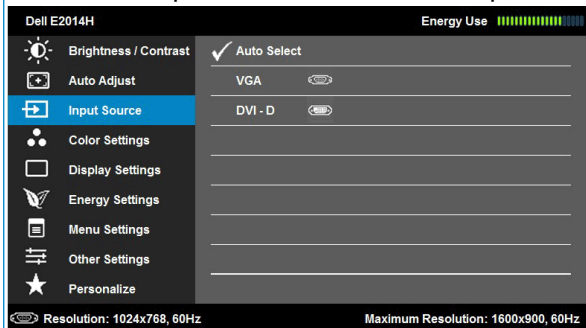 Dell E2014H Energy Use
Brightness / Contrast Auto Select
Auto Adjust VGA
Input Source DVI - D
Color Settings
Display Settings
Energy Settings
Menu Settings
Other Settings
Personalize
Resolution: 1024x768, 60Hz Maximum Resolution: 1600x900, 60Hz